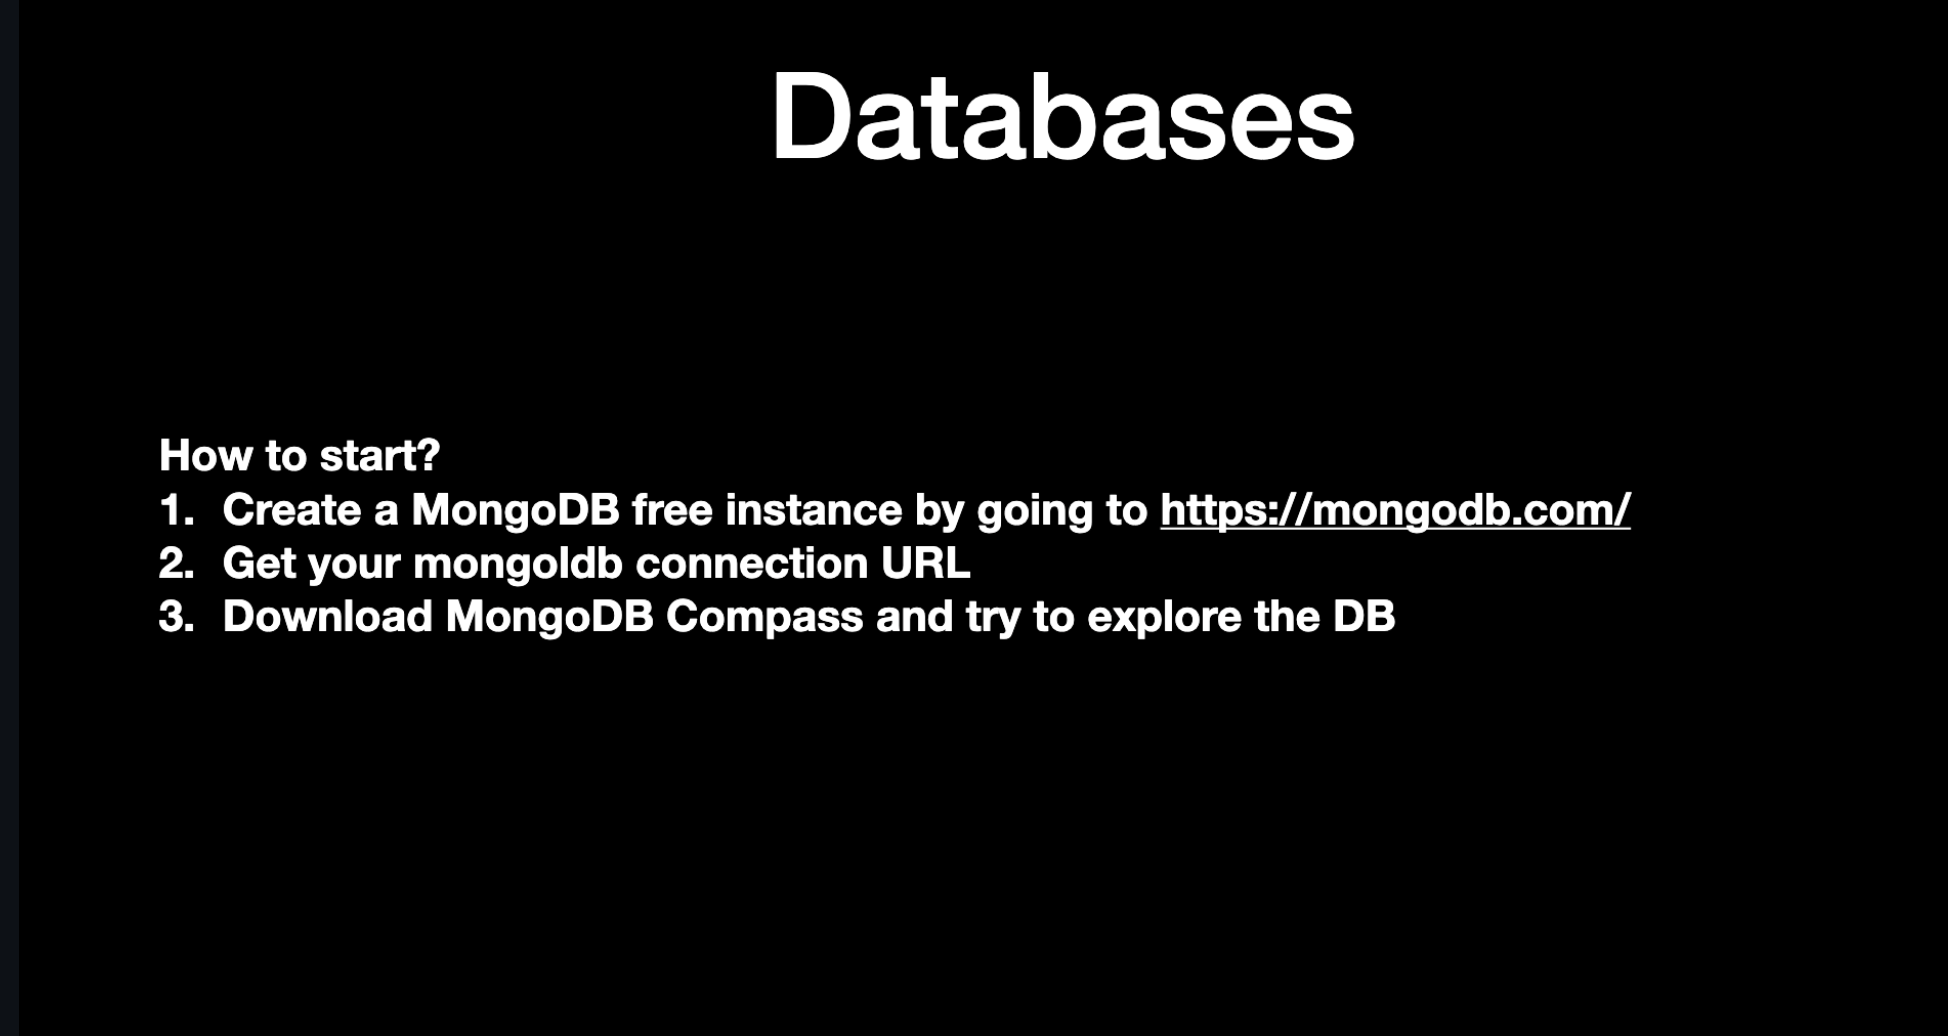 Databases
How to start?
1. Create a MongoDB free instance by going to https://mongodb.com/
2. Get your mongoldb connection URL
3. Download MongoDB Compass and try to explore the DB